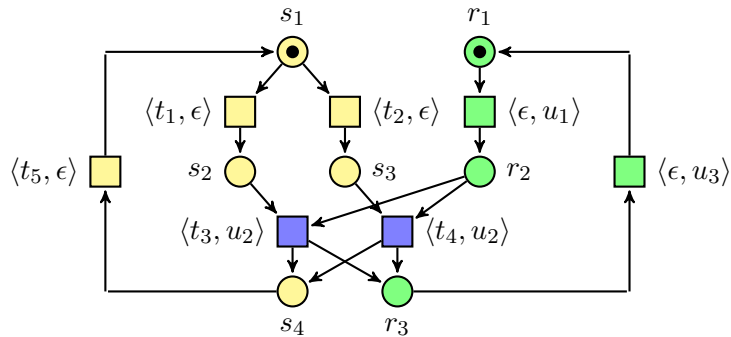 s₁ r₁
⟨t₁, ϵ⟩ ⟨t₂, ϵ⟩ ⟨ϵ, u₁⟩
⟨t₅, ϵ⟩ s₂ s₃ r₂ ⟨ϵ, u₃⟩
⟨t₃, u₂⟩ ⟨t₄, u₂⟩
s₄ r₃